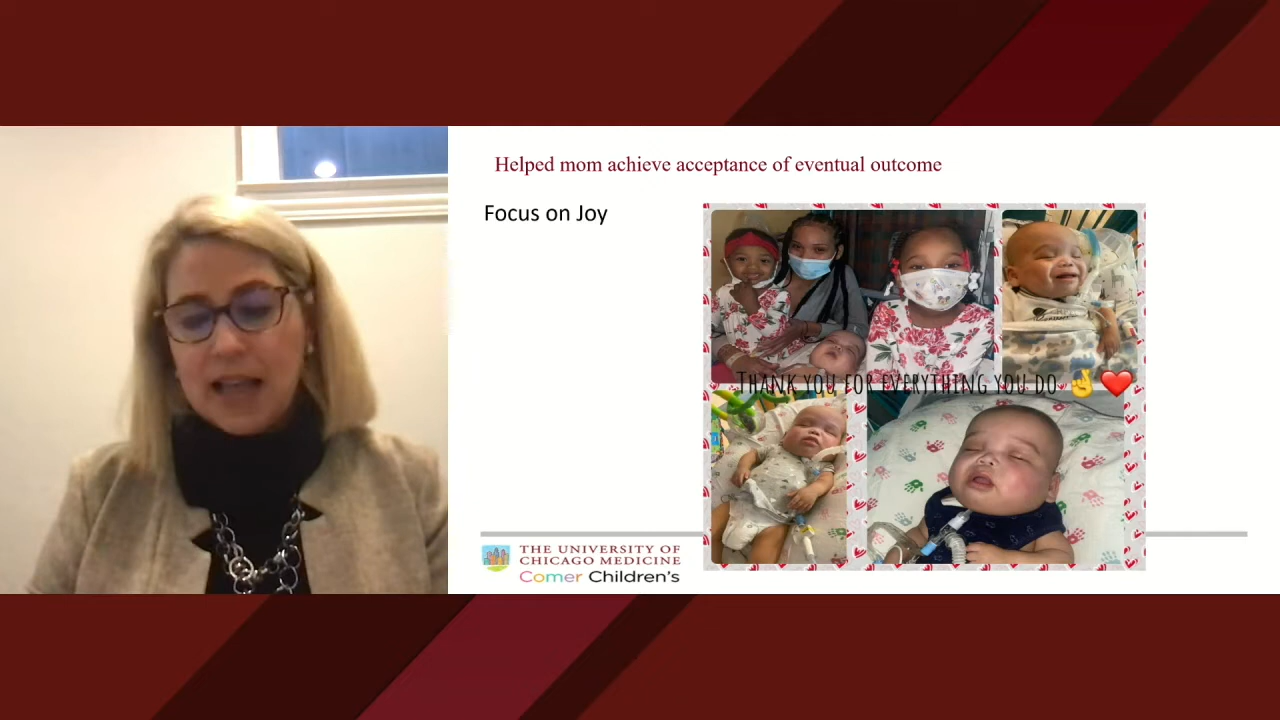 Helped mom achieve acceptance of eventual outcome
Focus on Joy
THANK YOU FOR EVERYTHING YOU DO 🤞 ❤️
THE UNIVERSITY OF
CHICAGO MEDICINE
Comer Children's